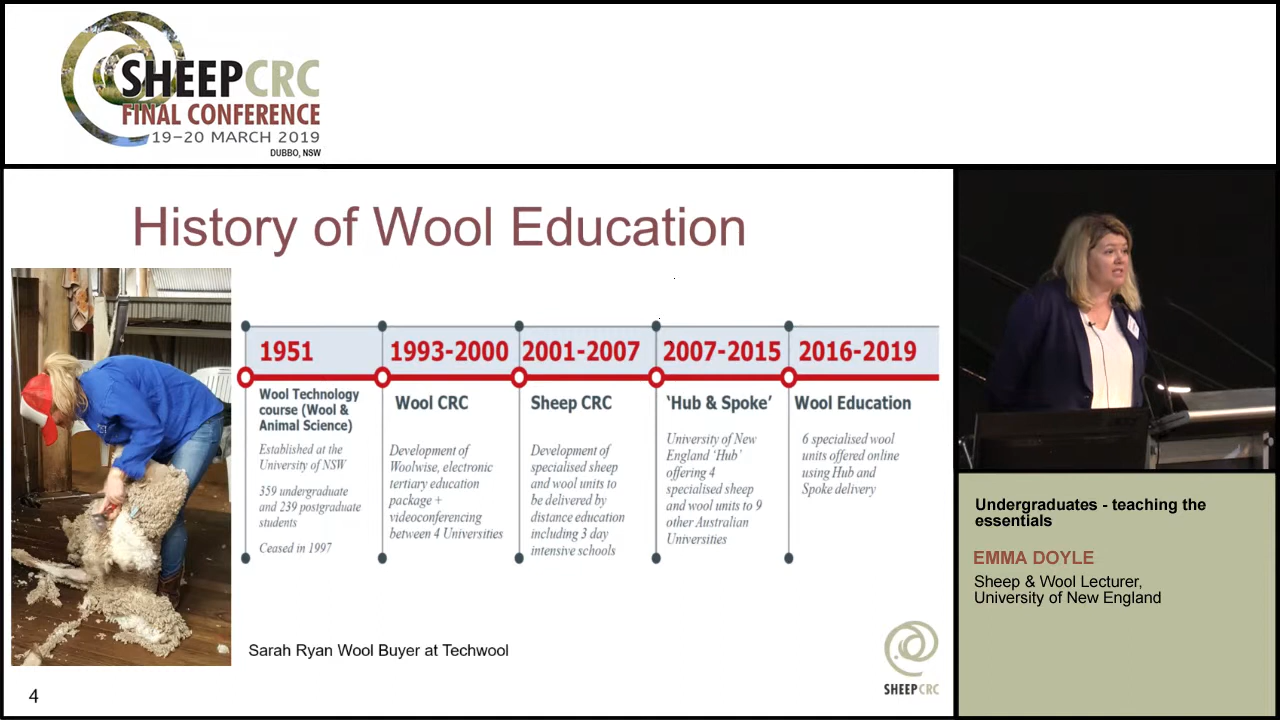 SHEEPCRC
FINAL CONFERENCE
19–20 MARCH 2019
DUBBO, NSW
History of Wool Education
1951
Wool Technology
course (Wool &
Animal Science)
Established at the
University of NSW
359 undergraduate
and 239 postgraduate
students
Ceased in 1997
1993-2000
Wool CRC
Development of
Woolwise, electronic
tertiary education
package +
videoconferencing
between 4 Universities
2001-2007
Sheep CRC
Development of
specialised sheep
and wool units to
be delivered by
distance education
including 3 day
intensive schools
2007-2015
‘Hub & Spoke’
University of New
England ‘Hub’
offering 4
specialised sheep
and wool units to 9
other Australian
Universities
2016-2019
Wool Education
6 specialised wool
units offered online
using Hub and
Spoke delivery
Sarah Ryan Wool Buyer at Techwool
SHEEPCRC
4
Undergraduates - teaching the
essentials
EMMA DOYLE
Sheep & Wool Lecturer,
University of New England